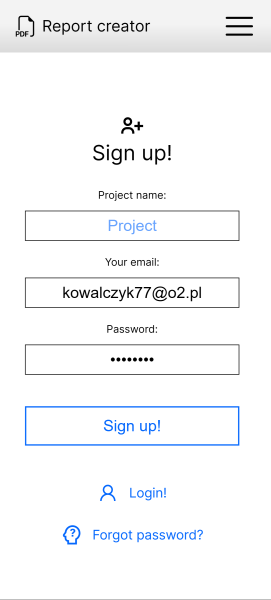 PDF Report creator
Sign up!
Project name:
Project
Your email:
kowalczyk77@o2.pl
Password:
••••••••
Sign up!
Login!
Forgot password?